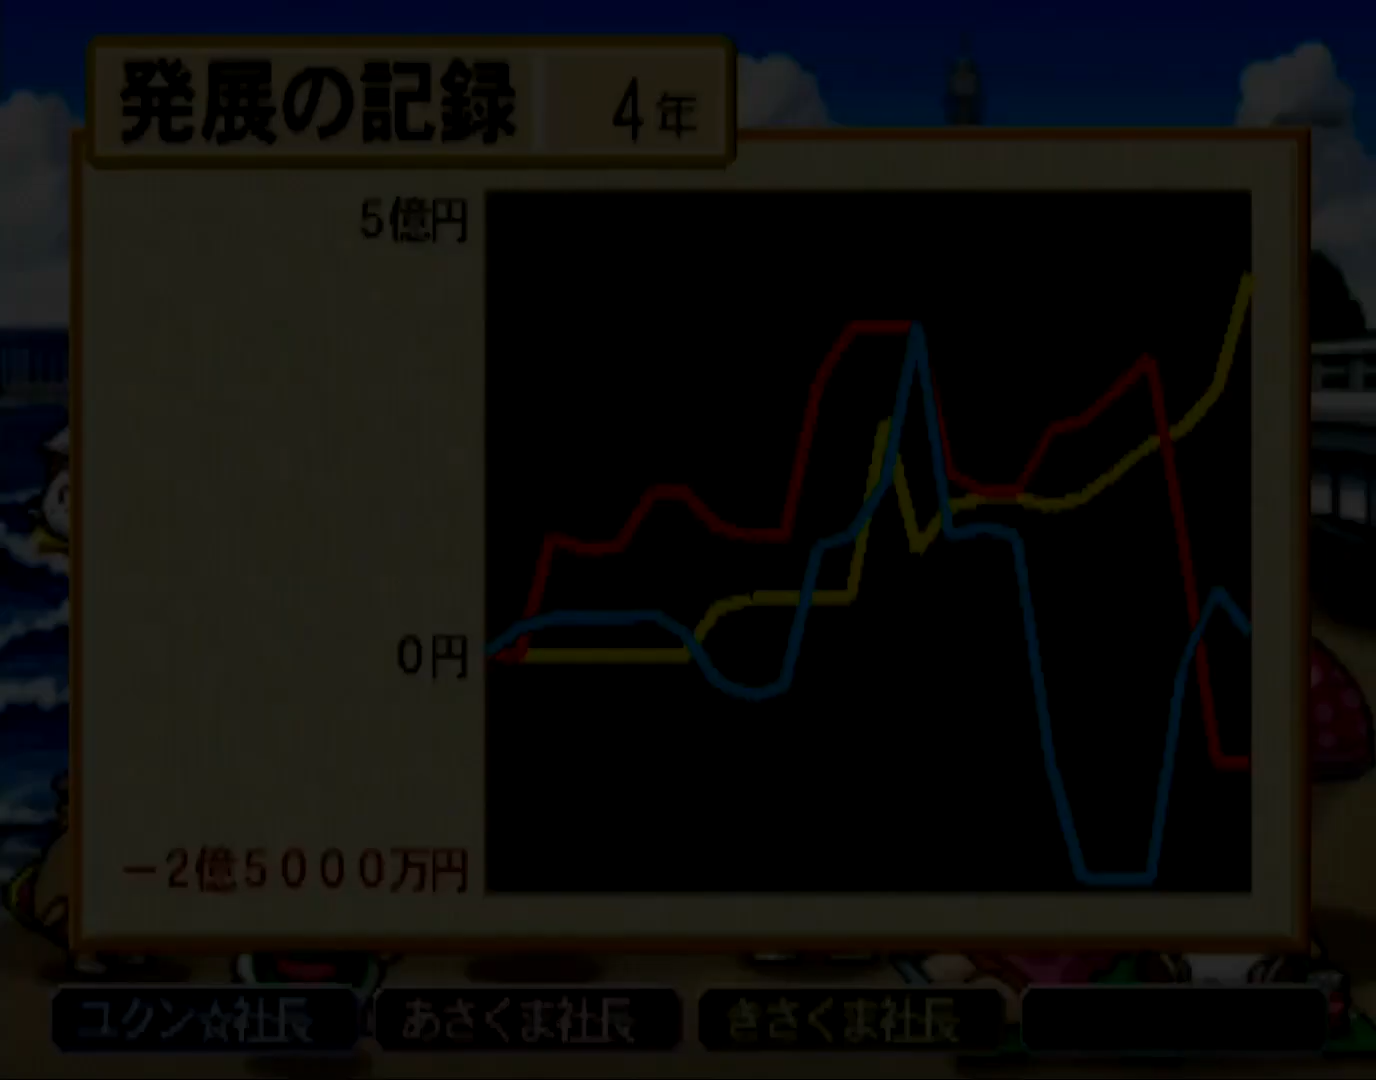 発展の記録 4年
5億円
0円
-2億5000万円
ユクン☆社長 あさくま社長 きさくま社長